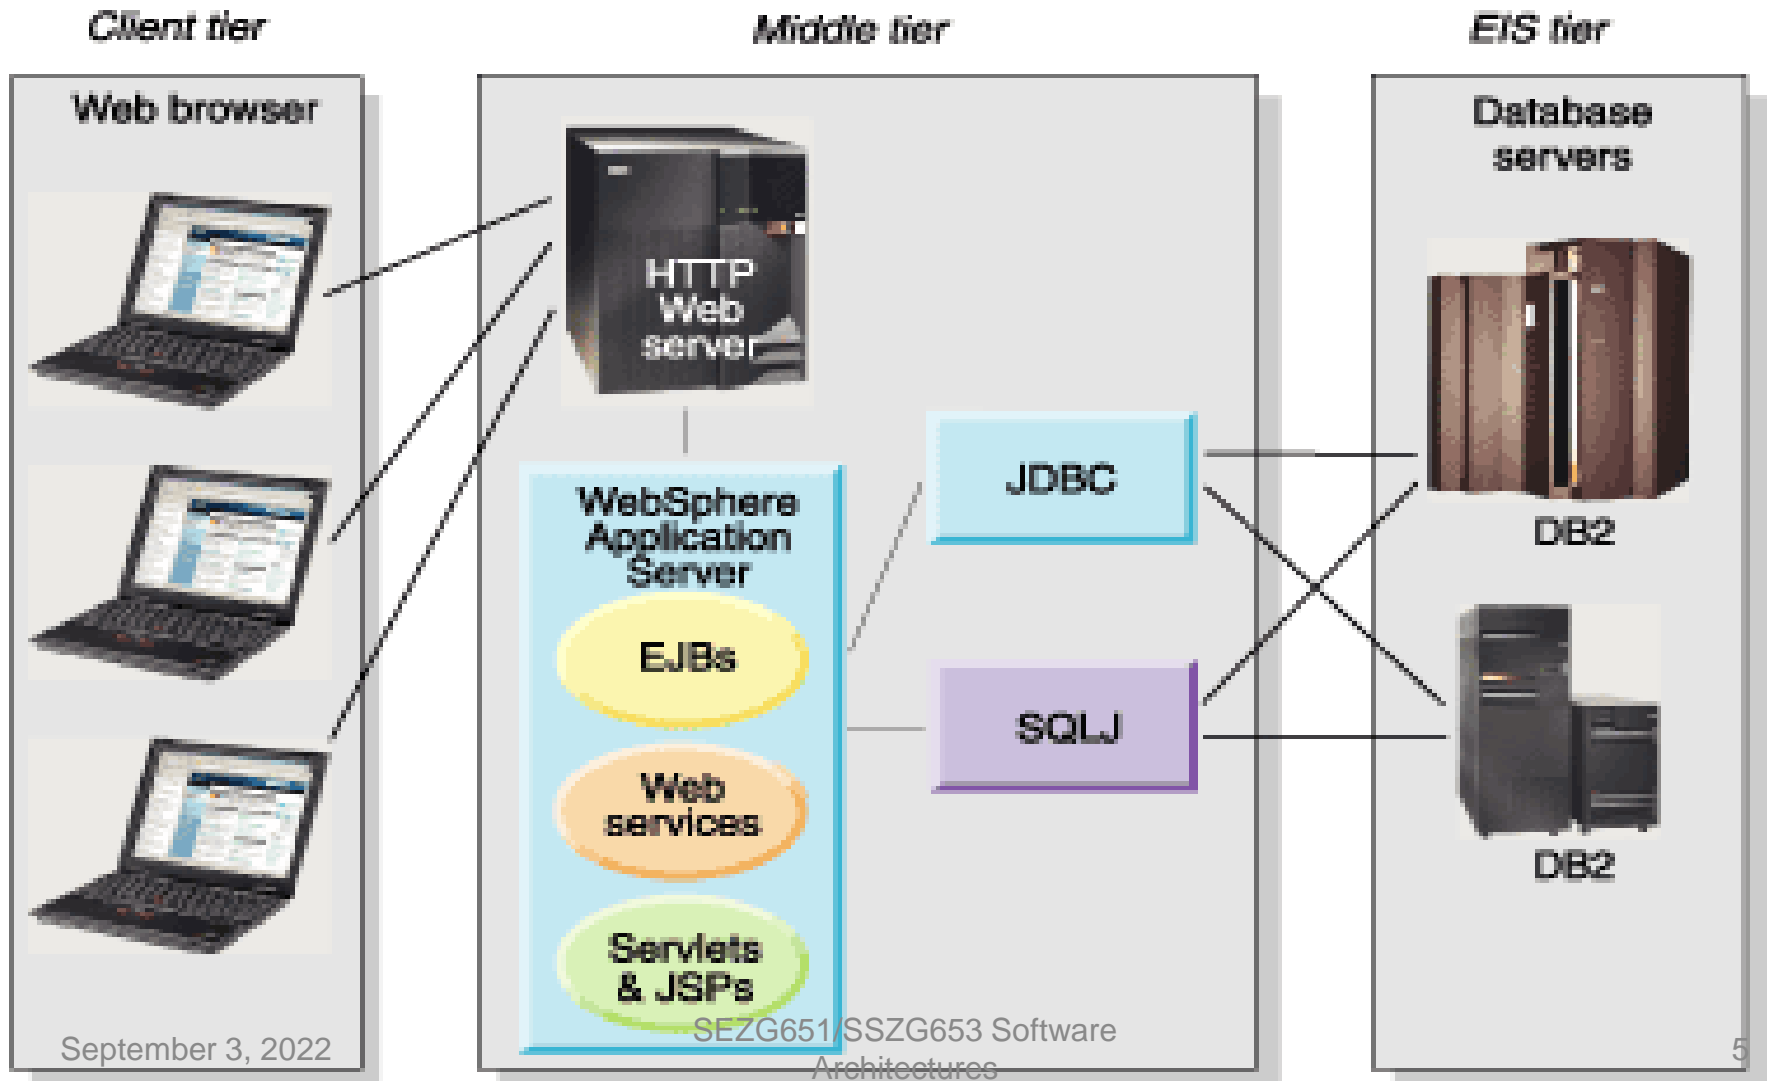 Client tier
Middle tier
EIS tier
Web browser
HTTP
Web
server
WebSphere
Application
Server
EJBs
Web
services
Servlets
& JSPs
JDBC
SQLJ
Database
servers
DB2
DB2
September 3, 2022
SEZG651/SSZG653 Software
Architectures
5